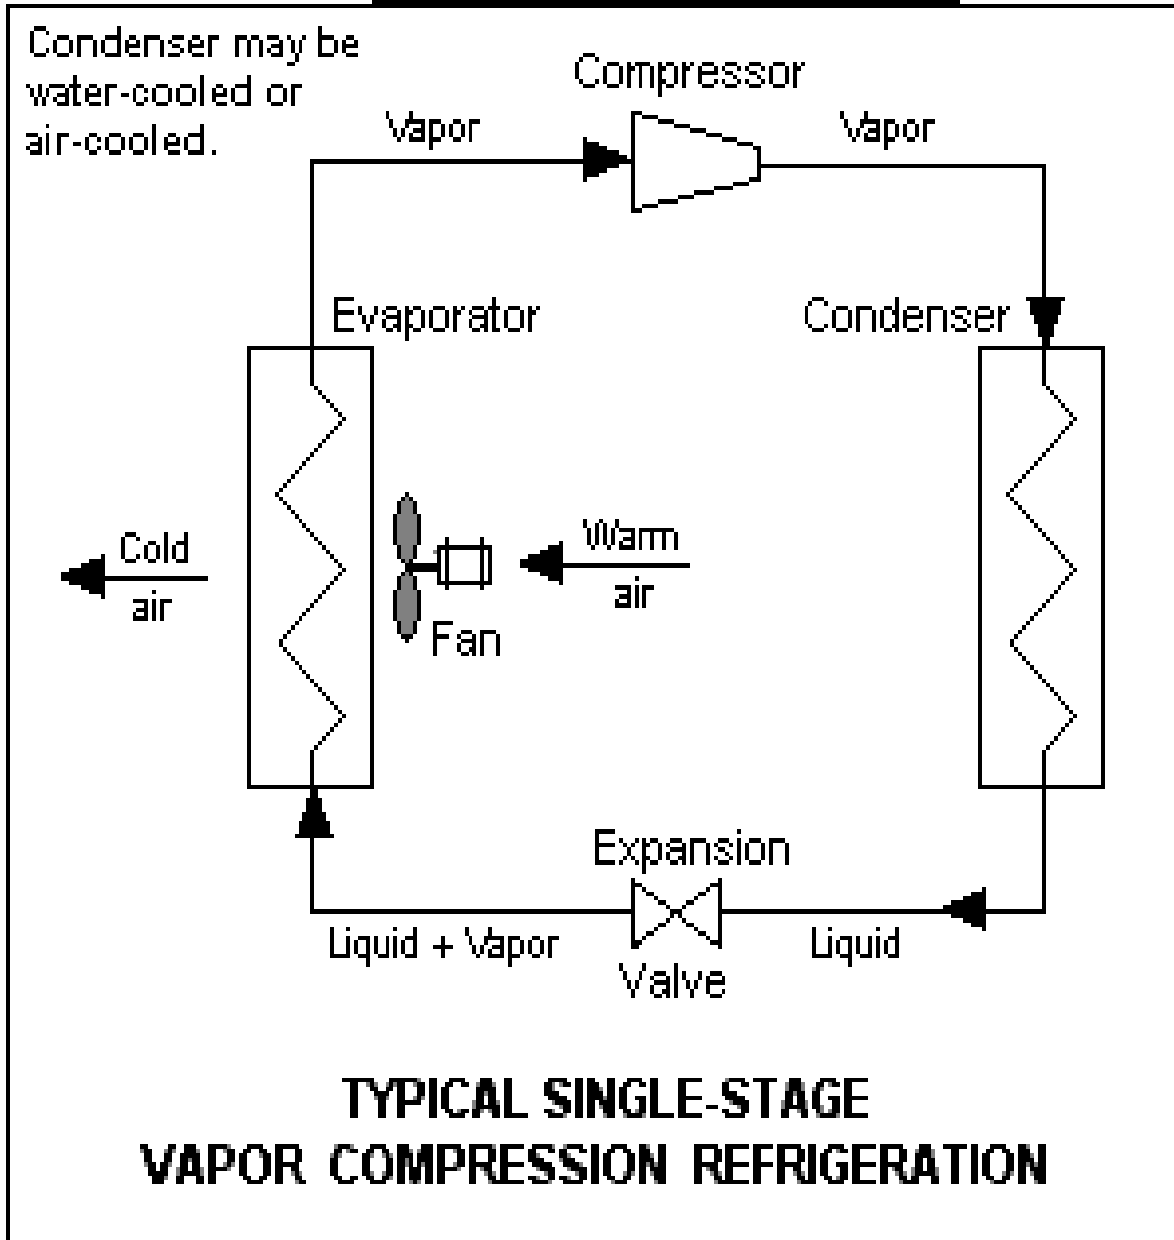 Condenser may be
water-cooled or
air-cooled.
Compressor
Vapor
Vapor
Evaporator
Condenser
Cold
air
Warm
air
Fan
Expansion
Valve
Liquid + Vapor
Liquid
TYPICAL SINGLE-STAGE
VAPOR COMPRESSION REFRIGERATION